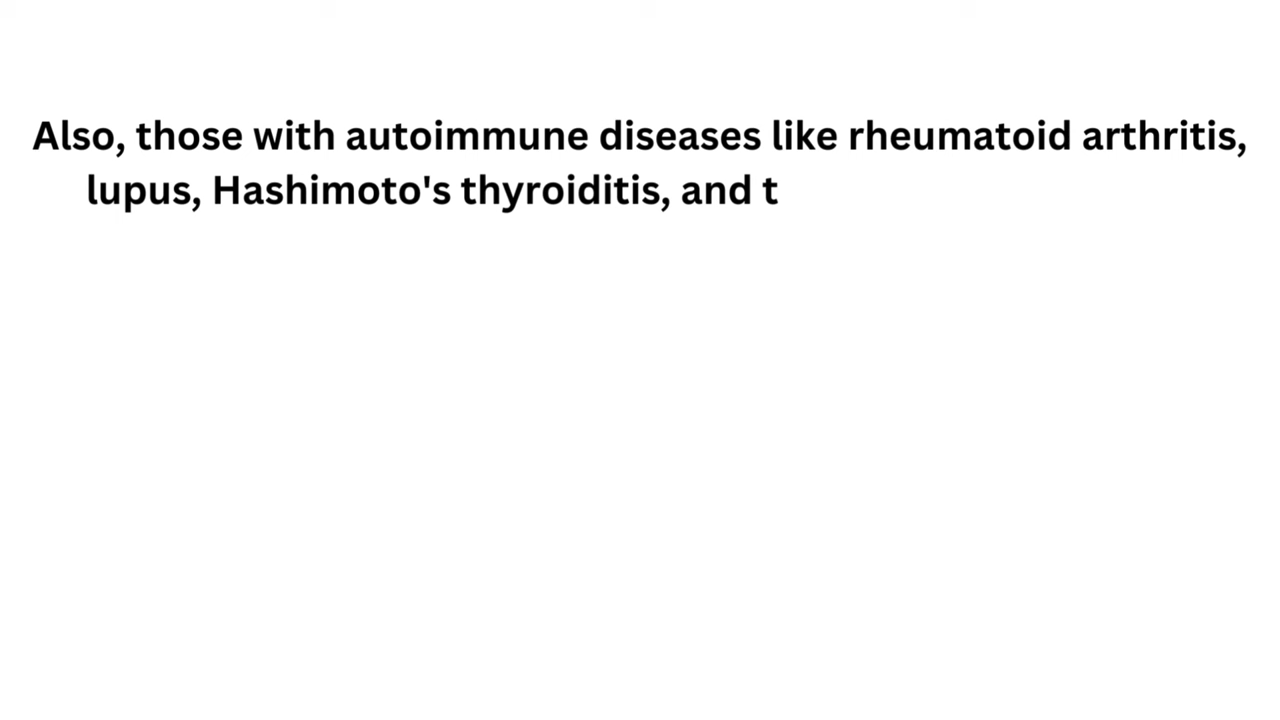 Also, those with autoimmune diseases like rheumatoid arthritis,
lupus, Hashimoto's thyroiditis, and t